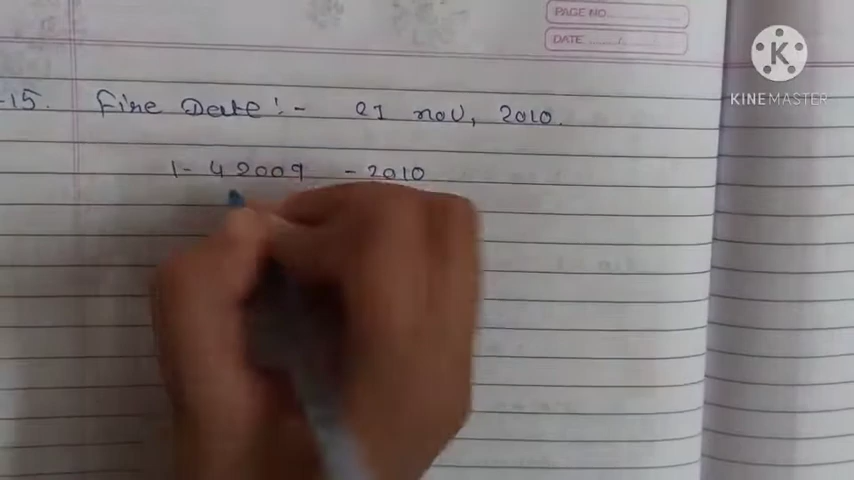 PAGE NO.
DATE
KINEMASTER
-15. Fire Date :- 21 nov, 2010.
1- 4 2009 - 2010